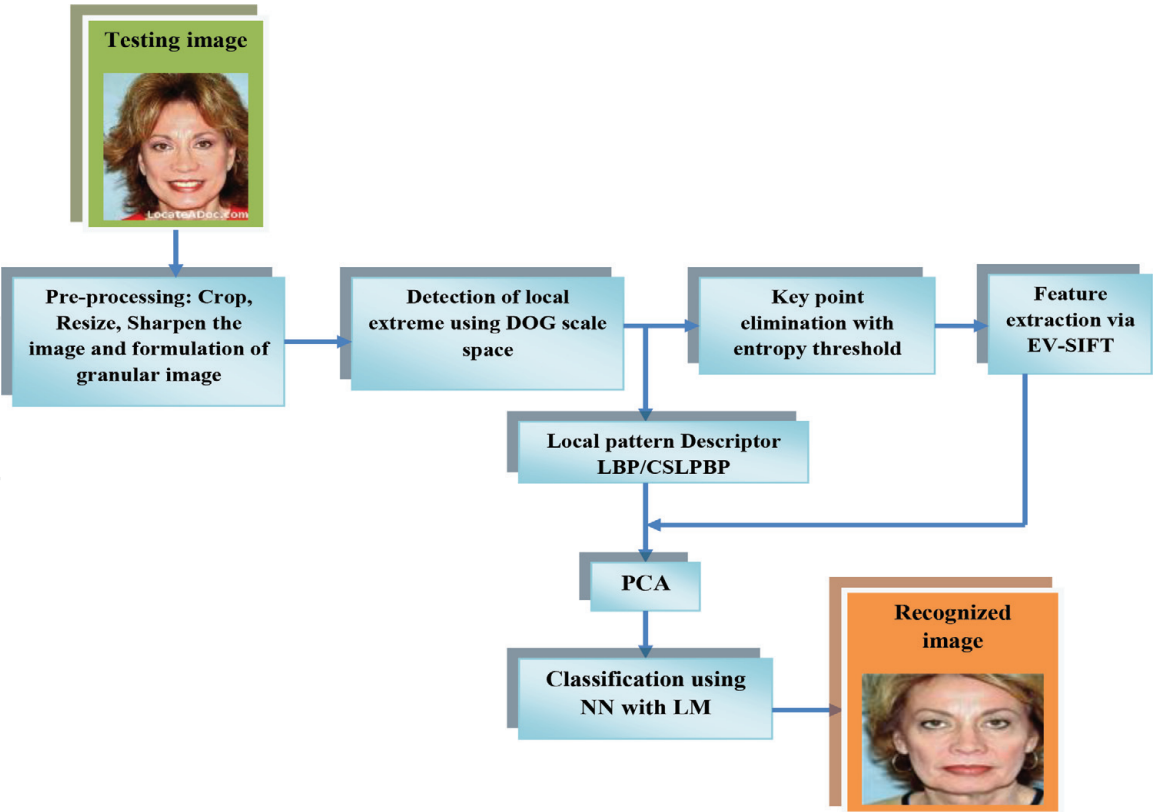 Testing image
LocateADoc.com
Pre-processing: Crop,
Resize, Sharpen the
image and formulation of
granular image
Detection of local
extreme using DOG scale
space
Key point
elimination with
entropy threshold
Feature
extraction via
EV-SIFT
Local pattern Descriptor
LBP/CSLPBP
PCA
Classification using
NN with LM
Recognized
image